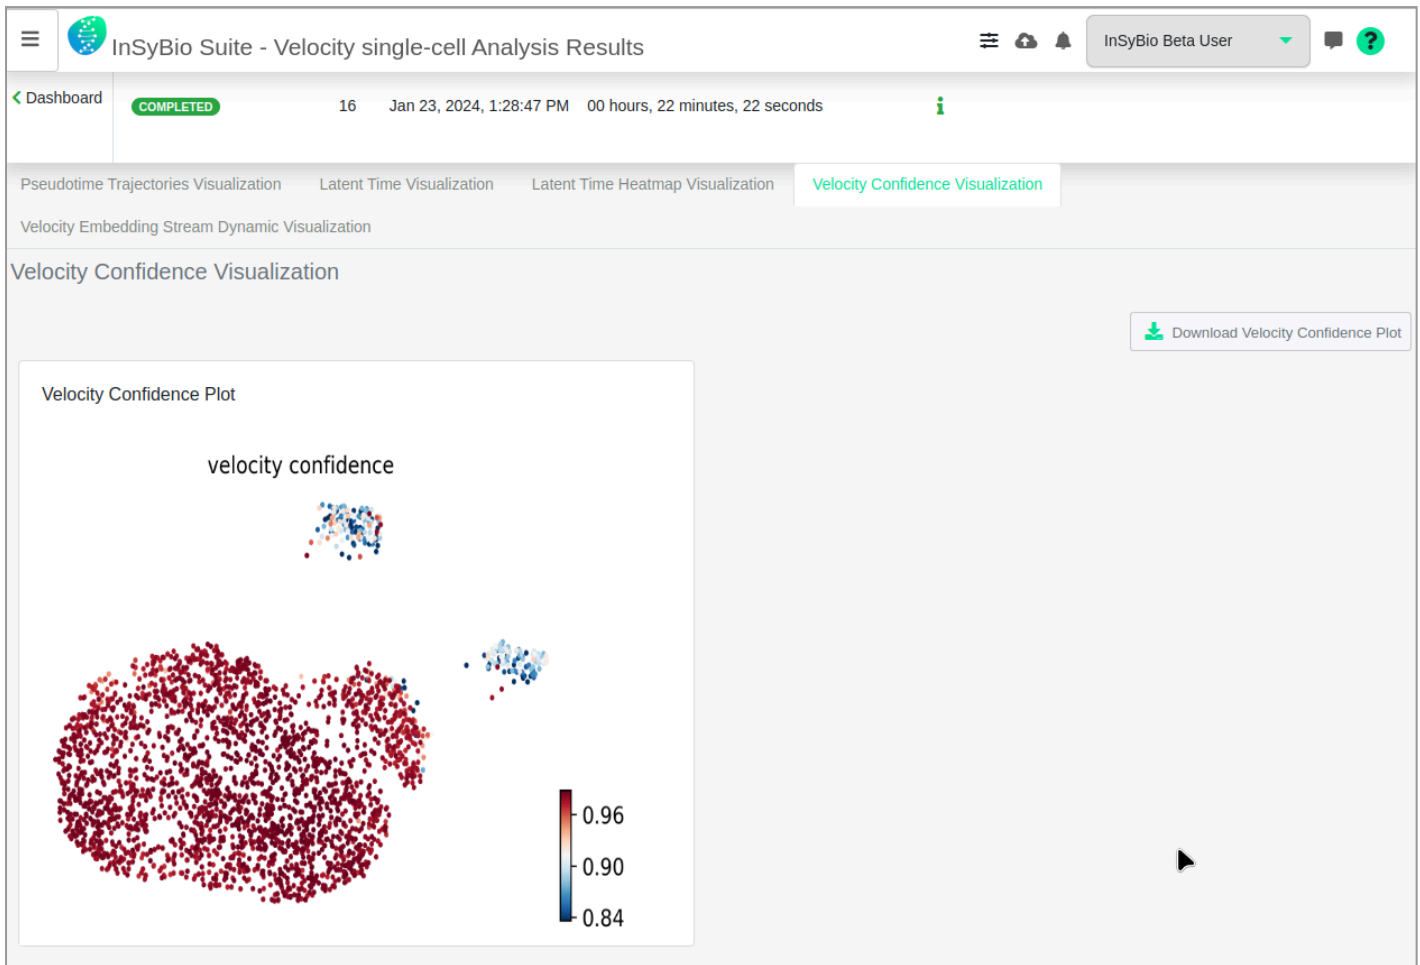 InSyBio Suite - Velocity single-cell Analysis Results
InSyBio Beta User
?
Dashboard
COMPLETED 16 Jan 23, 2024, 1:28:47 PM 00 hours, 22 minutes, 22 seconds
Pseudotime Trajectories Visualization Latent Time Visualization Latent Time Heatmap Visualization Velocity Confidence Visualization
Velocity Embedding Stream Dynamic Visualization
Velocity Confidence Visualization
Download Velocity Confidence Plot
Velocity Confidence Plot
velocity confidence
0.96
0.90
0.84